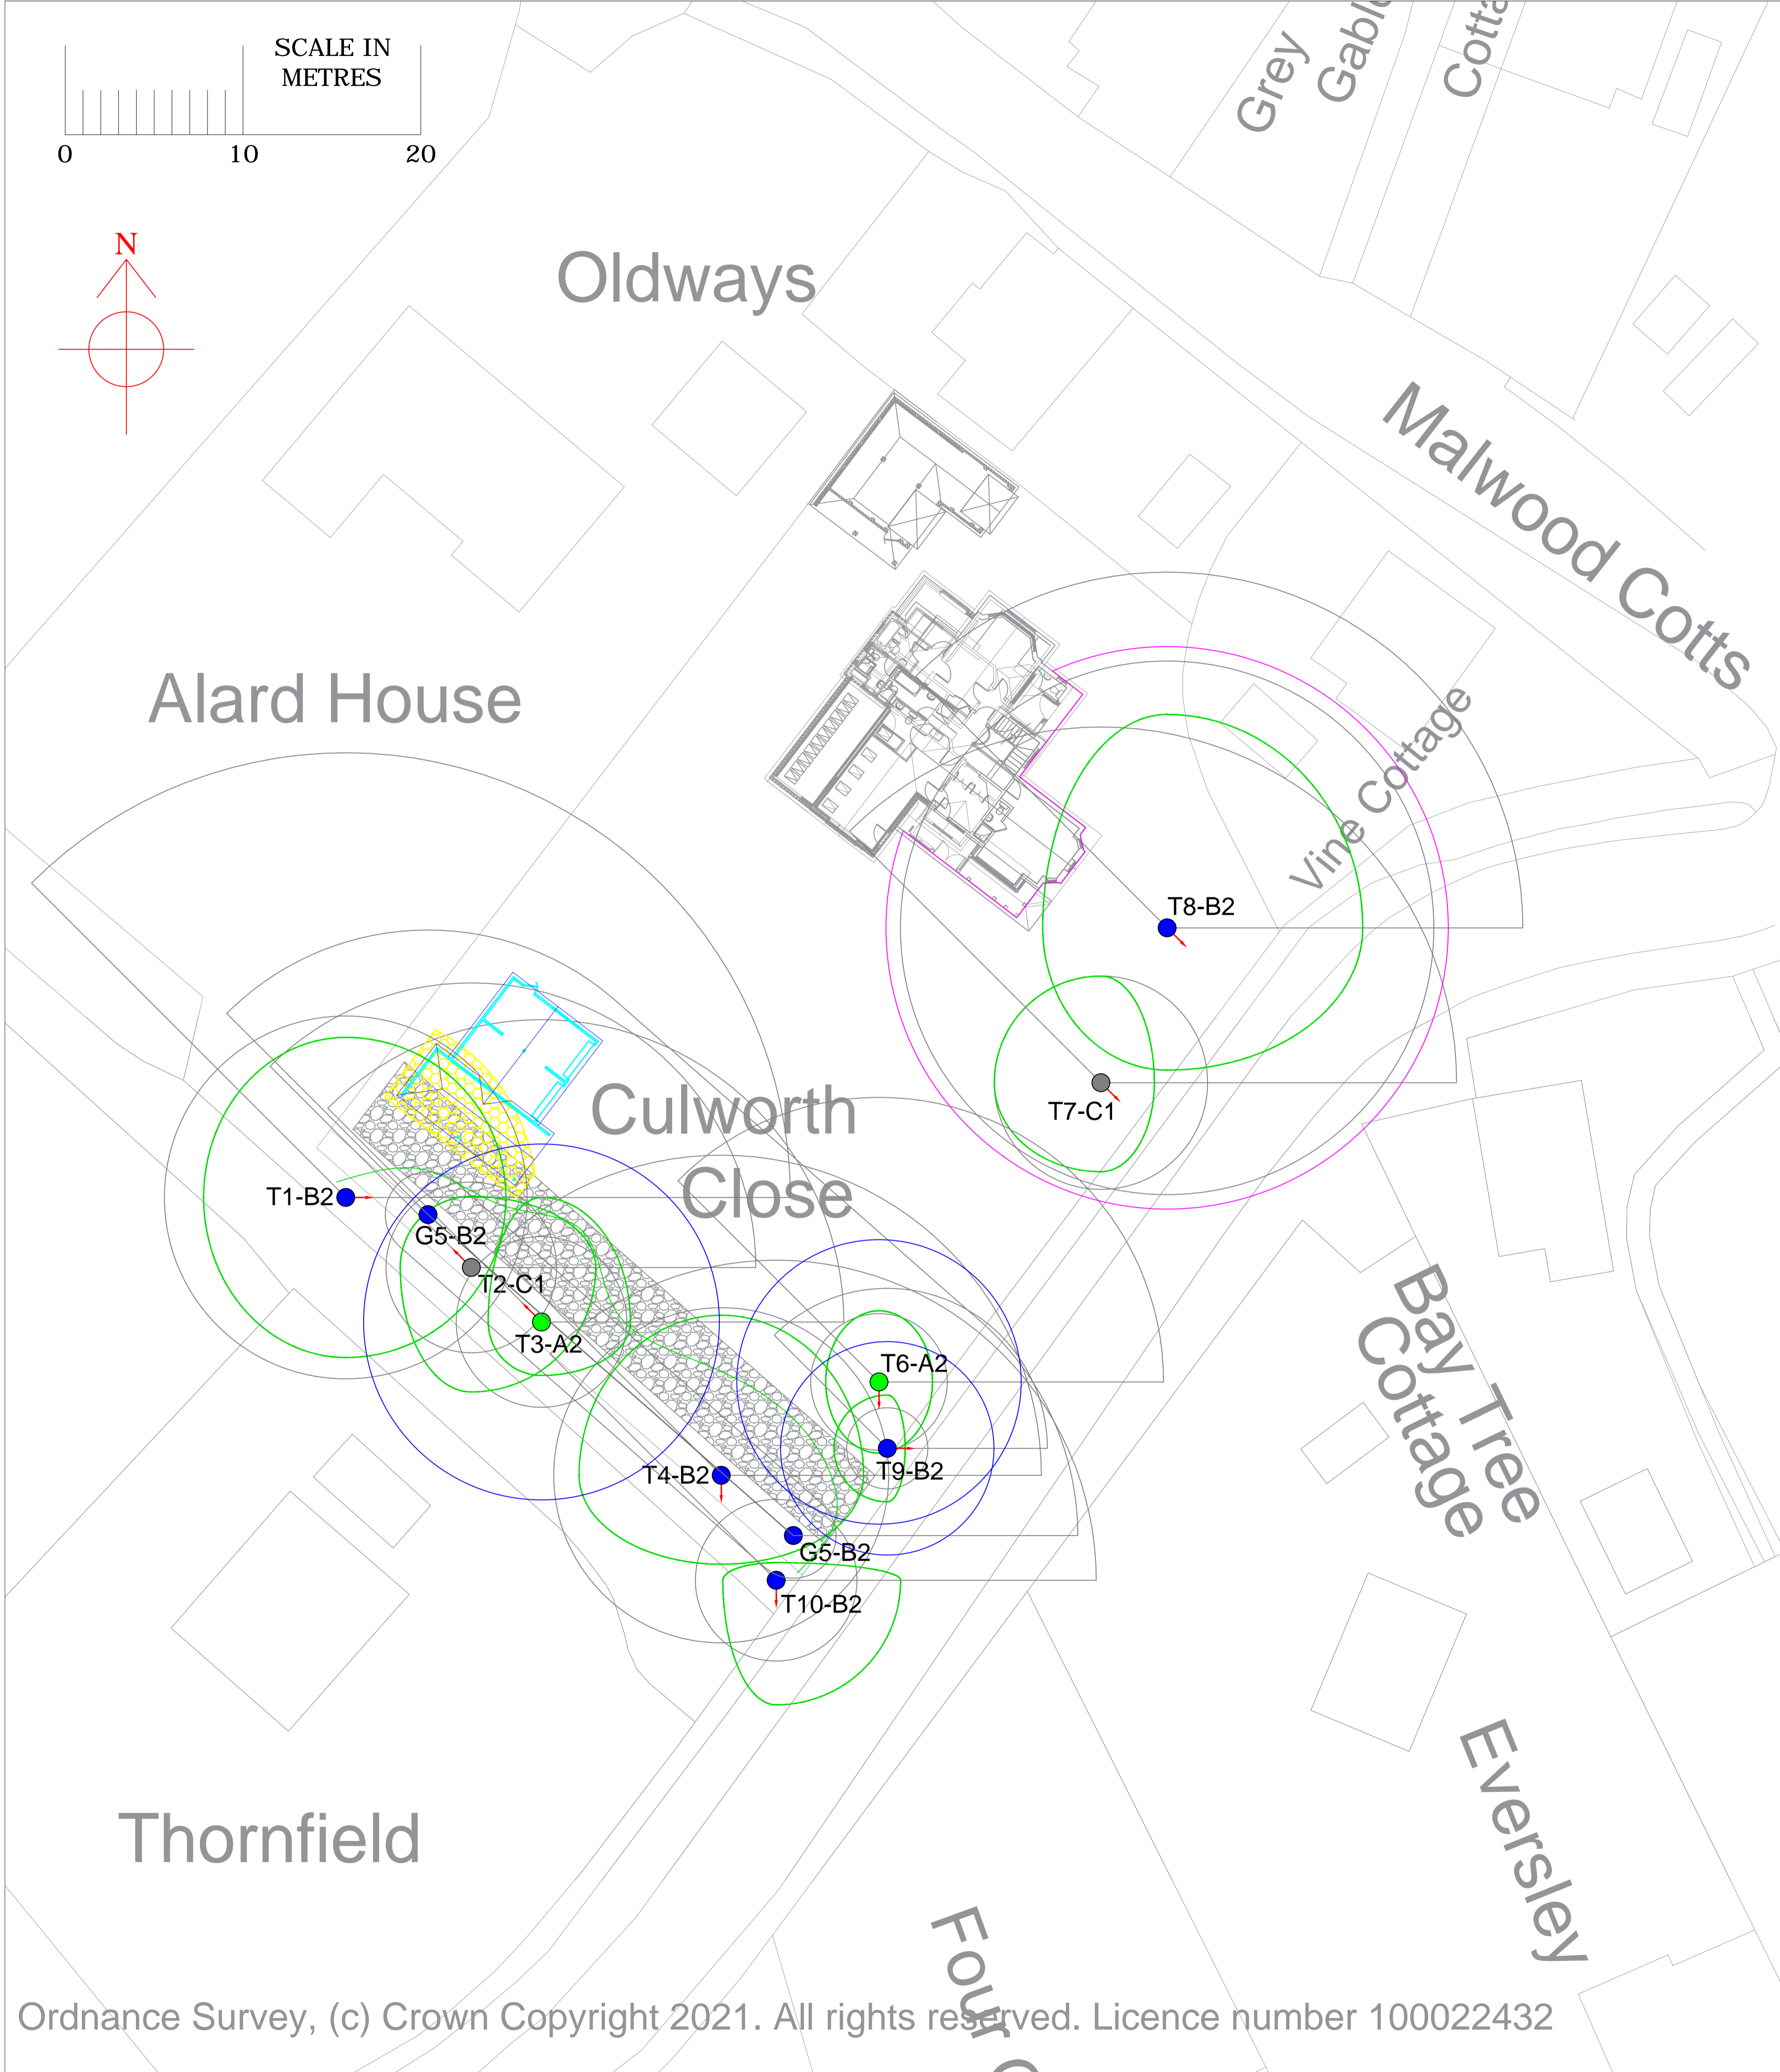 SCALE IN
METRES
0 10 20
N
Grey
Oldways
Malwood Cotts
Alard House
Vine Cottage
T8-B2
T7-C1
Culworth
Close
T1-B2
G5-B2
T2-C1
T3-A2
T6-A2
T9-B2
T4-B2
G5-B2
T10-B2
Bay Tree
Cottage
Thornfield
Eversley
Four
Ordnance Survey, (c) Crown Copyright 2021. All rights reserved. Licence number 100022432